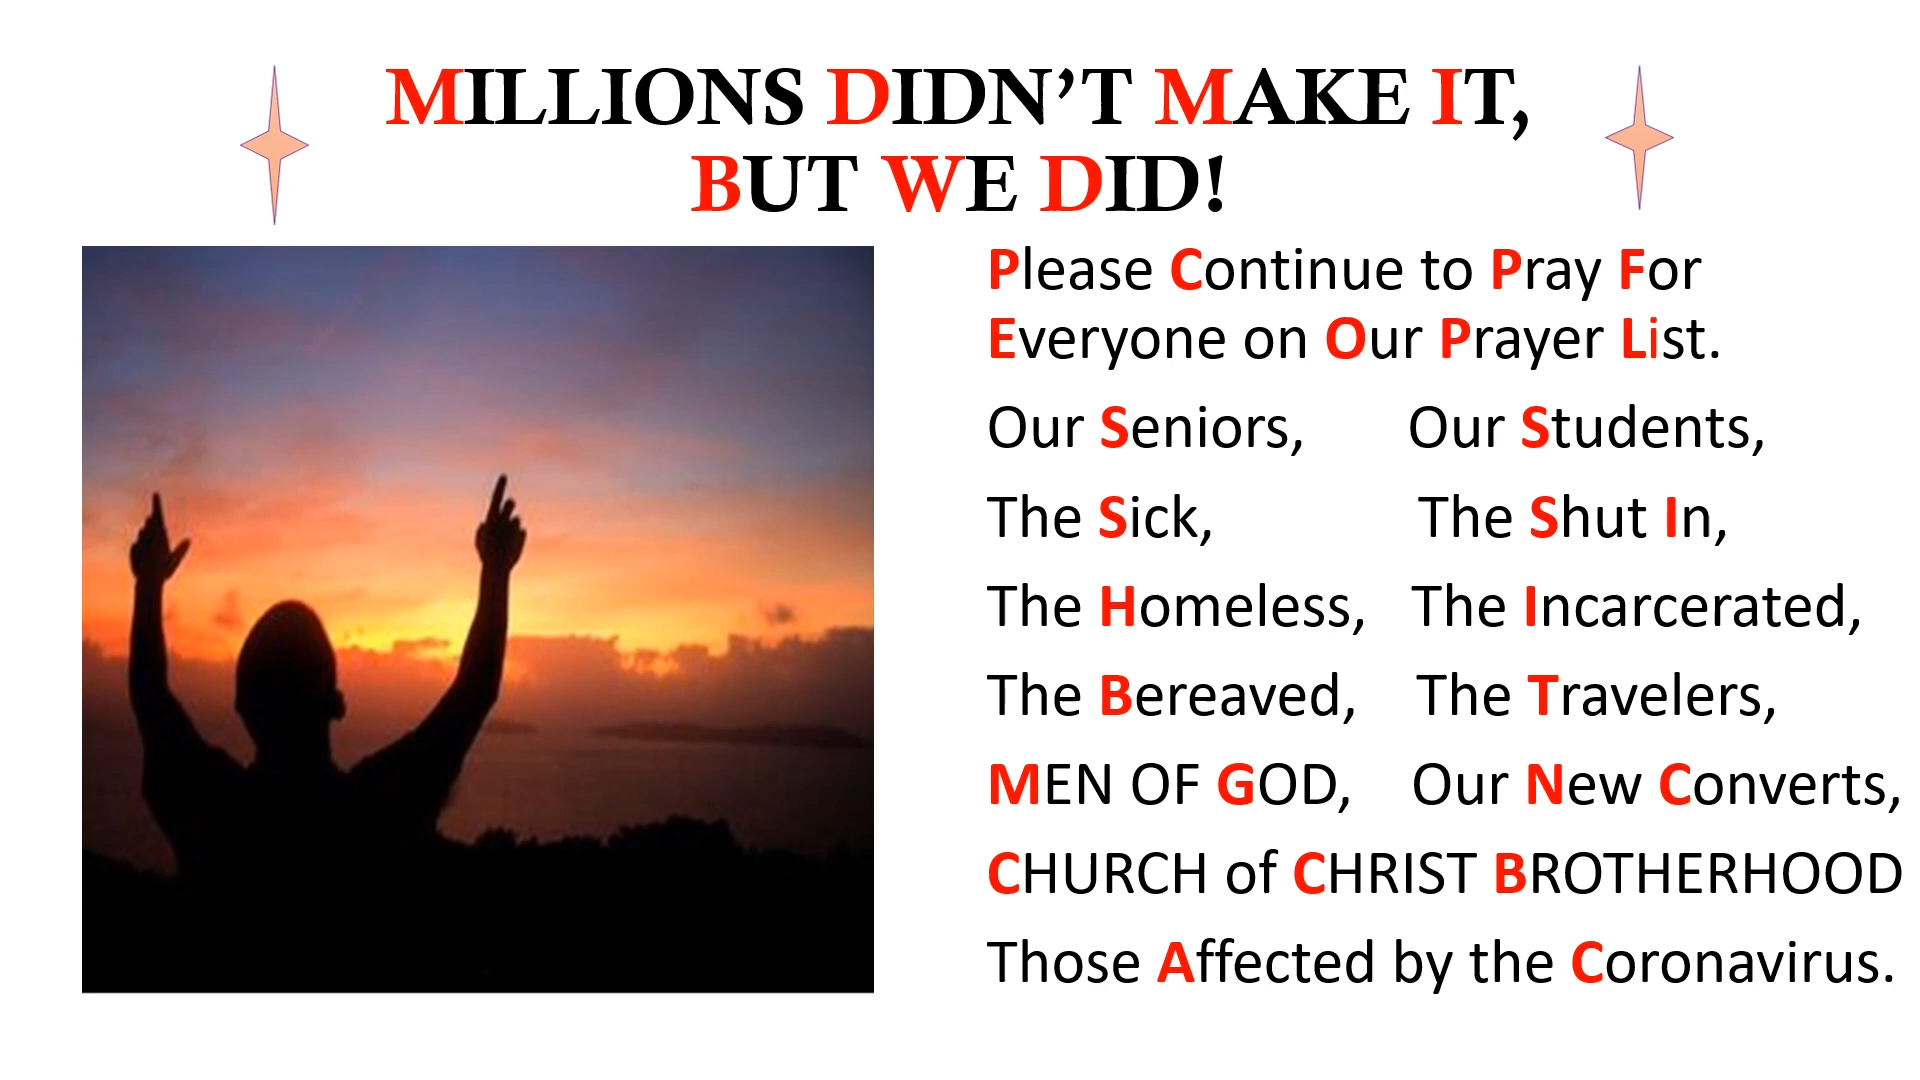 MILLIONS DIDN’T MAKE IT,
BUT WE DID!
Please Continue to Pray For
Everyone on Our Prayer List.
Our Seniors, Our Students,
The Sick, The Shut In,
The Homeless, The Incarcerated,
The Bereaved, The Travelers,
MEN OF GOD, Our New Converts,
CHURCH of CHRIST BROTHERHOOD
Those Affected by the Coronavirus.